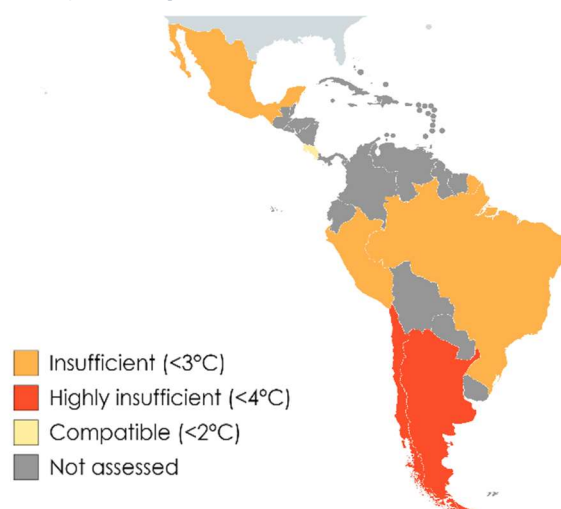 Insufficient (<3°C)
Highly insufficient (<4°C)
Compatible (<2°C)
Not assessed